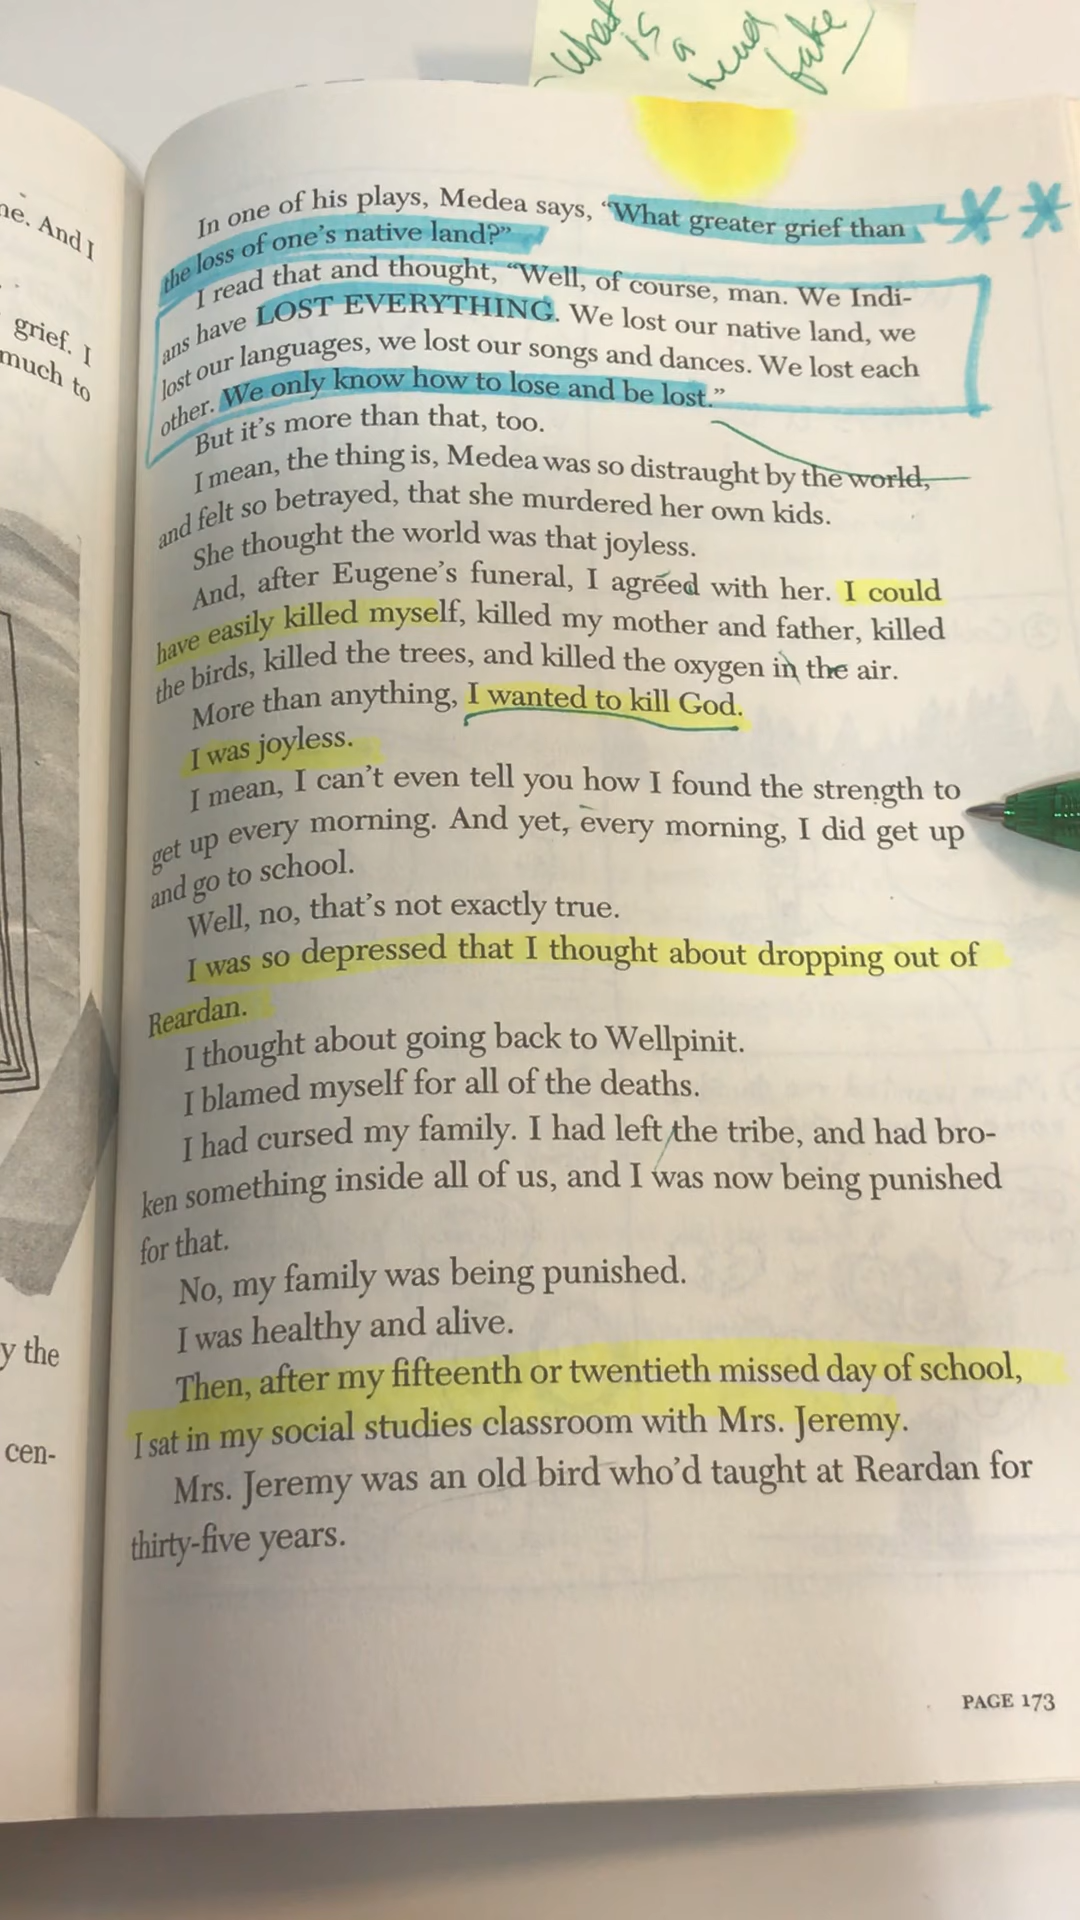 What is a head fake
ne. And I
grief. I
much to
y the
cen-
In one of his plays, Medea says, “What greater grief than
the loss of one’s native land?”
I read that and thought, “Well, of course, man. We Indi-
ans have LOST EVERYTHING. We lost our native land, we
lost our languages, we lost our songs and dances. We lost each
other. We only know how to lose and be lost.”
But it’s more than that, too.
I mean, the thing is, Medea was so distraught by the world,
and felt so betrayed, that she murdered her own kids.
She thought the world was that joyless.
And, after Eugene’s funeral, I agreed with her. I could
have easily killed myself, killed my mother and father, killed
the birds, killed the trees, and killed the oxygen in the air.
More than anything, I wanted to kill God.
I was joyless.
I mean, I can’t even tell you how I found the strength to
get up every morning. And yet, every morning, I did get up
and go to school.
Well, no, that’s not exactly true.
I was so depressed that I thought about dropping out of
Reardan.
I thought about going back to Wellpinit.
I blamed myself for all of the deaths.
I had cursed my family. I had left the tribe, and had bro-
ken something inside all of us, and I was now being punished
for that.
No, my family was being punished.
I was healthy and alive.
Then, after my fifteenth or twentieth missed day of school,
I sat in my social studies classroom with Mrs. Jeremy.
Mrs. Jeremy was an old bird who’d taught at Reardan for
thirty-five years.
PAGE 173